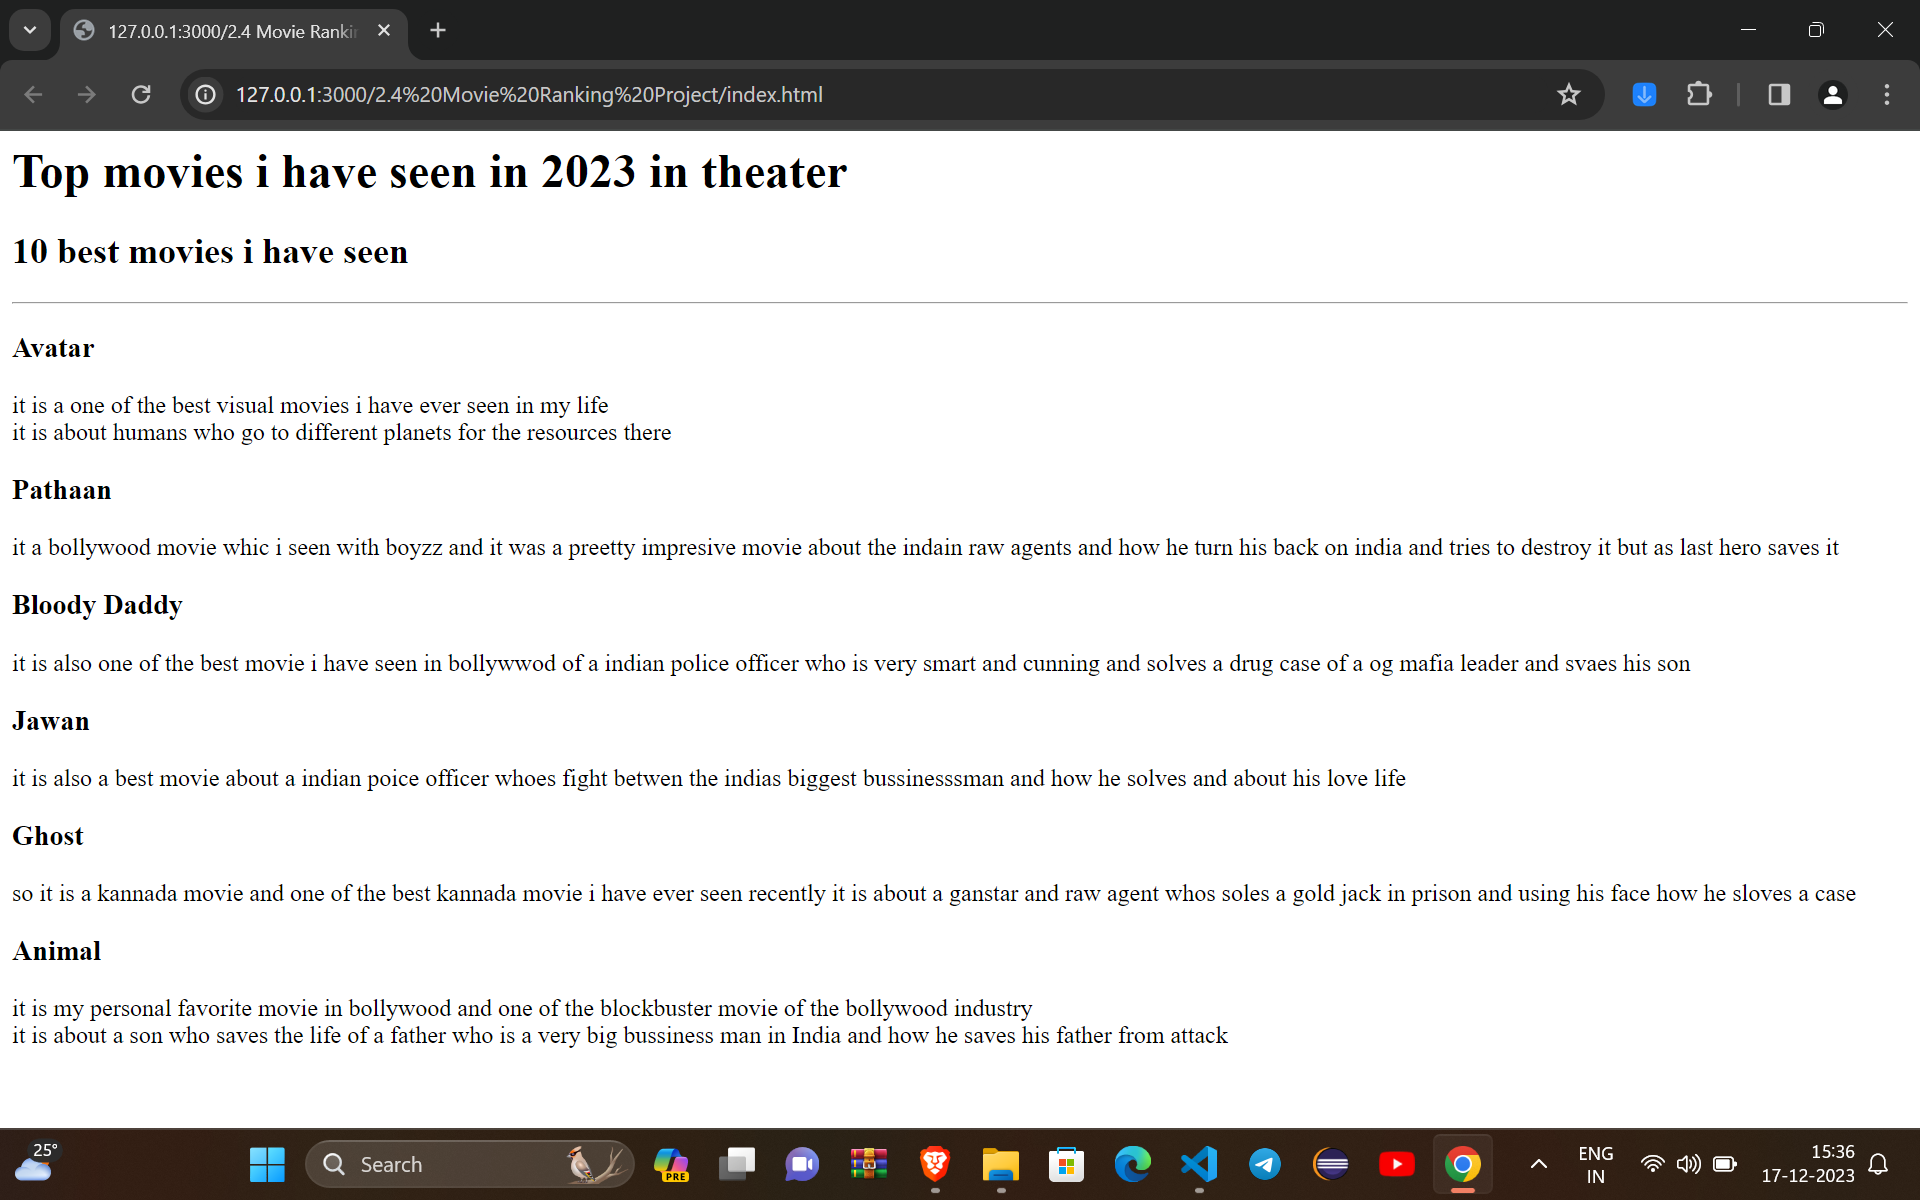 127.0.0.1:3000/2.4 Movie Rankin
127.0.0.1:3000/2.4%20Movie%20Ranking%20Project/index.html
Top movies i have seen in 2023 in theater
10 best movies i have seen
Avatar
it is a one of the best visual movies i have ever seen in my life
it is about humans who go to different planets for the resources there
Pathaan
it a bollywood movie whic i seen with boyzz and it was a preetty impresive movie about the indain raw agents and how he turn his back on india and tries to destroy it but as last hero saves it
Bloody Daddy
it is also one of the best movie i have seen in bollywwod of a indian police officer who is very smart and cunning and solves a drug case of a og mafia leader and svaes his son
Jawan
it is also a best movie about a indian poice officer whoes fight betwen the indias biggest bussinesssman and how he solves and about his love life
Ghost
so it is a kannada movie and one of the best kannada movie i have ever seen recently it is about a ganstar and raw agent whos soles a gold jack in prison and using his face how he sloves a case
Animal
it is my personal favorite movie in bollywood and one of the blockbuster movie of the bollywood industry
it is about a son who saves the life of a father who is a very big bussiness man in India and how he saves his father from attack
25°
Search
PRE
ENG
IN
15:36
17-12-2023